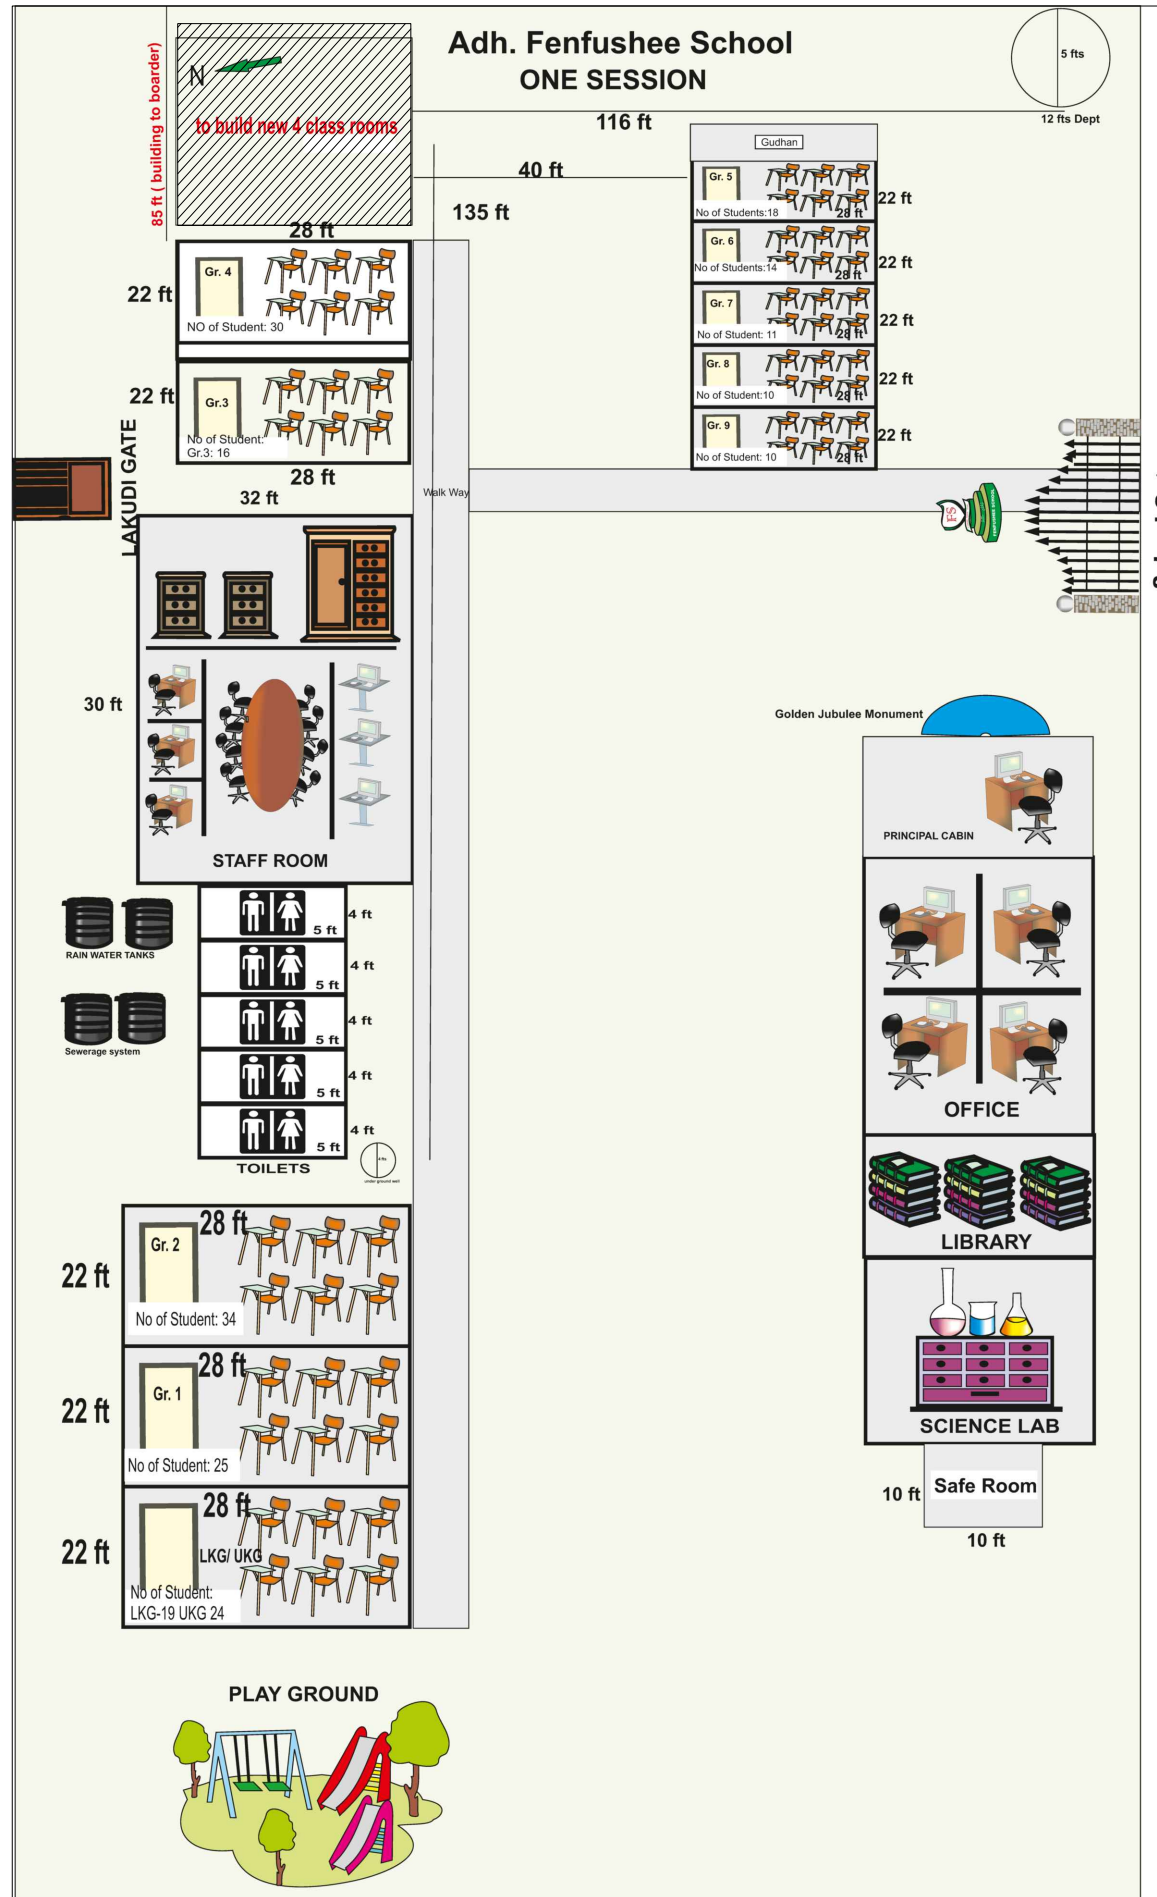 Adh. Fenfushee School
ONE SESSION
5 fts
12 fts Dept
85 ft ( building to boarder)
N
to build new 4 class rooms
116 ft
40 ft
135 ft
Gudhan
Gr. 5
No of Students:18
28 ft
22 ft
Gr. 6
No of Students:14
28 ft
22 ft
Gr. 7
No of Student: 11
28 ft
22 ft
Gr. 8
No of Student:10
28 ft
22 ft
Gr. 9
No of Student: 10
28 ft
22 ft
28 ft
22 ft
Gr. 4
NO of Student: 30
22 ft
Gr.3
No of Student:
Gr.3: 16
28 ft
LAKUDI GATE
32 ft
Walk Way
FS
30 ft
STAFF ROOM
Golden Jubulee Monument
PRINCIPAL CABIN
OFFICE
LIBRARY
SCIENCE LAB
10 ft
Safe Room
10 ft
RAIN WATER TANKS
Sewerage system
4 ft
5 ft
4 ft
5 ft
4 ft
5 ft
4 ft
5 ft
4 ft
5 ft
TOILETS
4 fts
under ground well
28 ft
22 ft
Gr. 2
No of Student: 34
28 ft
22 ft
Gr. 1
No of Student: 25
28 ft
22 ft
LKG/ UKG
No of Student:
LKG-19 UKG 24
PLAY GROUND